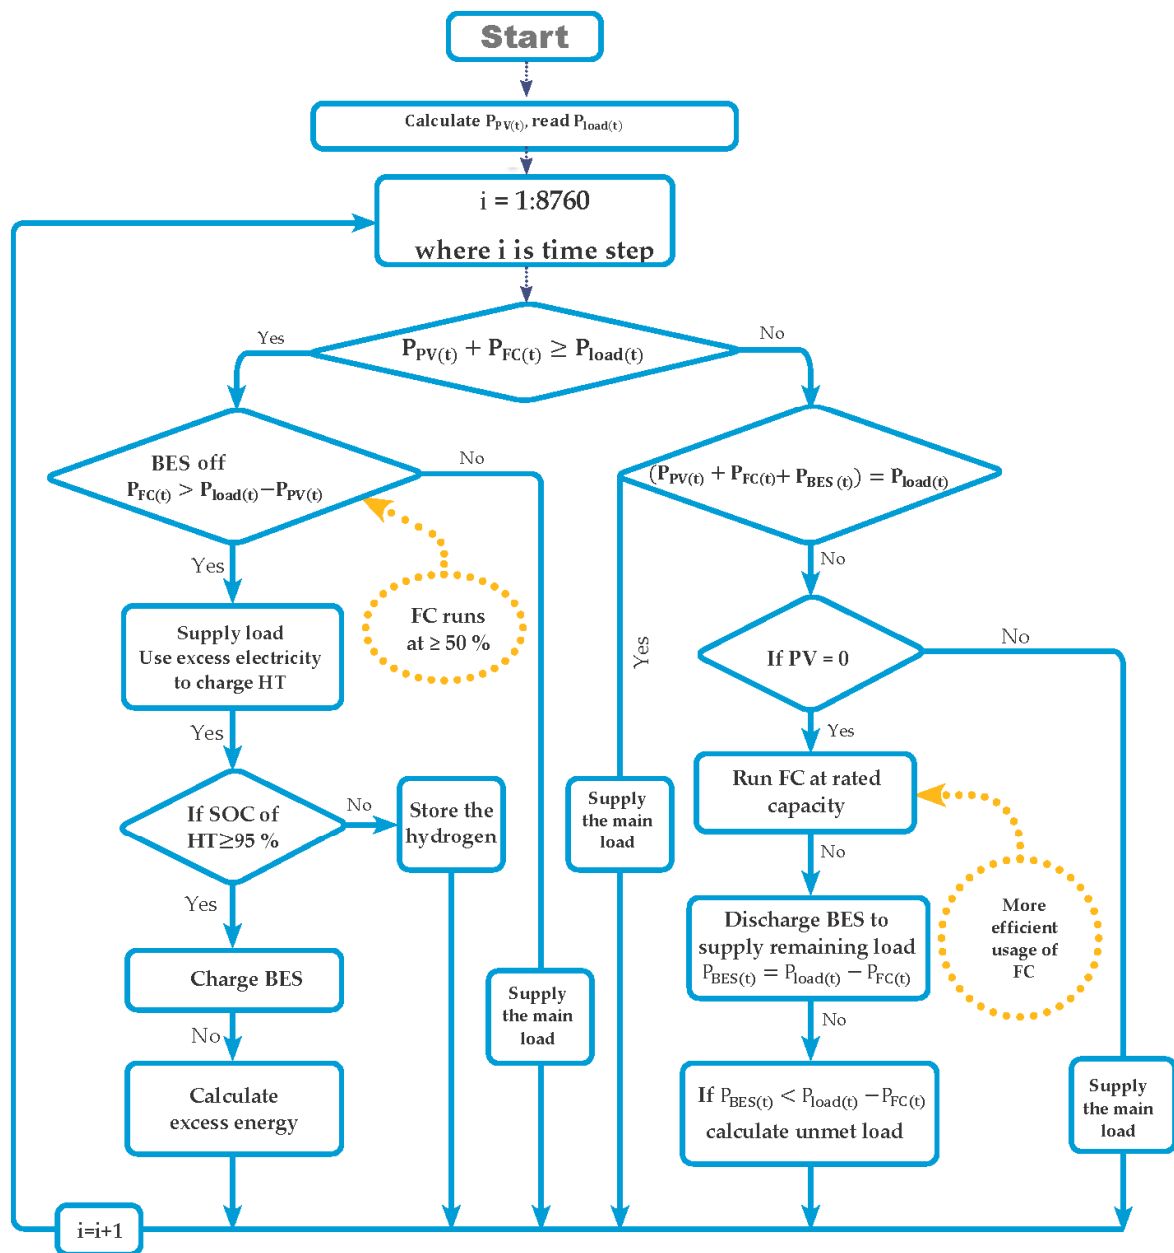 Start
Calculate P_PV(t), read P_load(t)
i = 1:8760
where i is time step
Yes
No
P_PV(t) + P_FC(t) ≥ P_load(t)
BES off
P_FC(t) > P_load(t)−P_PV(t)
No
(P_PV(t) + P_FC(t)+ P_BES (t)) = P_load(t)
Yes
No
FC runs
at ≥ 50 %
Supply load
Use excess electricity
to charge HT
Yes
If PV = 0
No
Yes
Yes
If SOC of
HT≥95 %
No
Store the
hydrogen
Supply
the main
load
Run FC at rated
capacity
No
Yes
Discharge BES to
supply remaining load
P_BES(t) = P_load(t) − P_FC(t)
More
efficient
usage of
FC
Charge BES
No
Supply
the main
load
No
Calculate
excess energy
If P_BES(t) < P_load(t) −P_FC(t)
calculate unmet load
Supply
the main
load
i=i+1